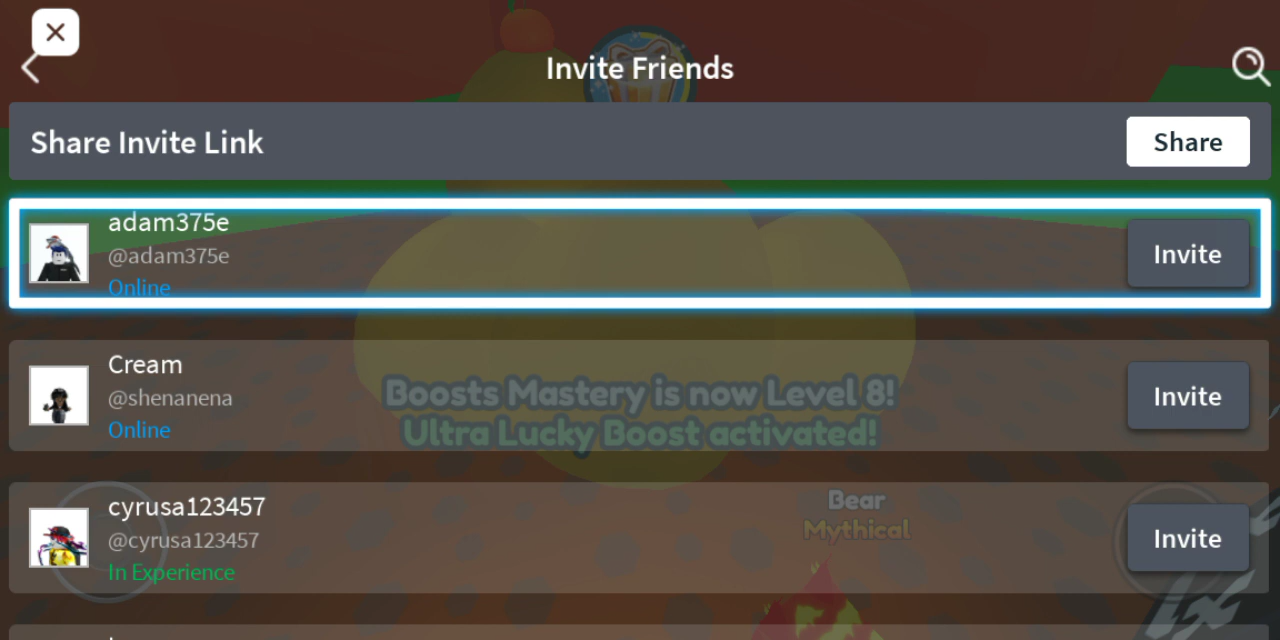 Invite Friends
Share Invite Link
Share
adam375e
@adam375e
Online
Invite
Cream
@shenanena
Online
Invite
Boosts Mastery is now Level 8!
Ultra Lucky Boost activated!
cyrusa123457
@cyrusa123457
In Experience
Invite
Bear
Mythical
1x